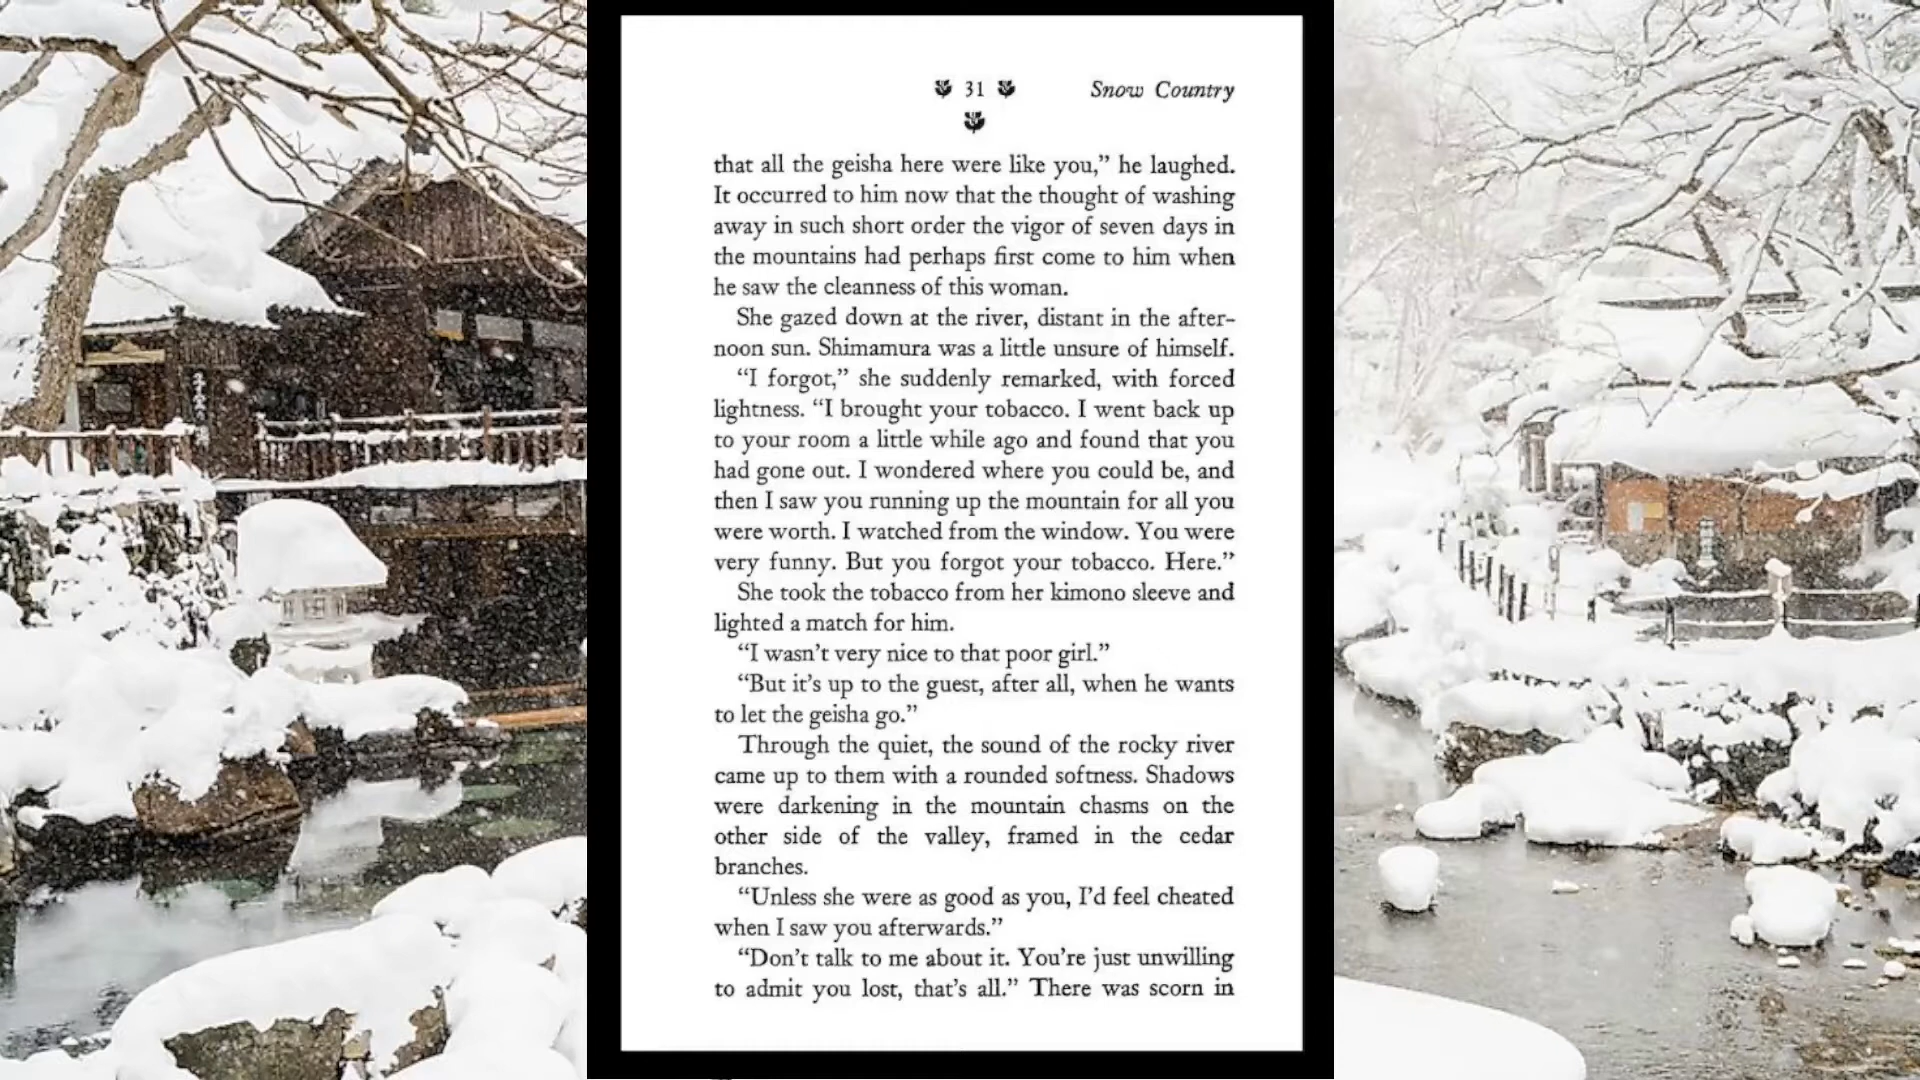 31 Snow Country
that all the geisha here were like you,” he laughed.
It occurred to him now that the thought of washing
away in such short order the vigor of seven days in
the mountains had perhaps first come to him when
he saw the cleanness of this woman.
She gazed down at the river, distant in the after-
noon sun. Shimamura was a little unsure of himself.
“I forgot,” she suddenly remarked, with forced
lightness. “I brought your tobacco. I went back up
to your room a little while ago and found that you
had gone out. I wondered where you could be, and
then I saw you running up the mountain for all you
were worth. I watched from the window. You were
very funny. But you forgot your tobacco. Here.”
She took the tobacco from her kimono sleeve and
lighted a match for him.
“I wasn’t very nice to that poor girl.”
“But it’s up to the guest, after all, when he wants
to let the geisha go.”
Through the quiet, the sound of the rocky river
came up to them with a rounded softness. Shadows
were darkening in the mountain chasms on the
other side of the valley, framed in the cedar
branches.
“Unless she were as good as you, I’d feel cheated
when I saw you afterwards.”
“Don’t talk to me about it. You’re just unwilling
to admit you lost, that’s all.” There was scorn in